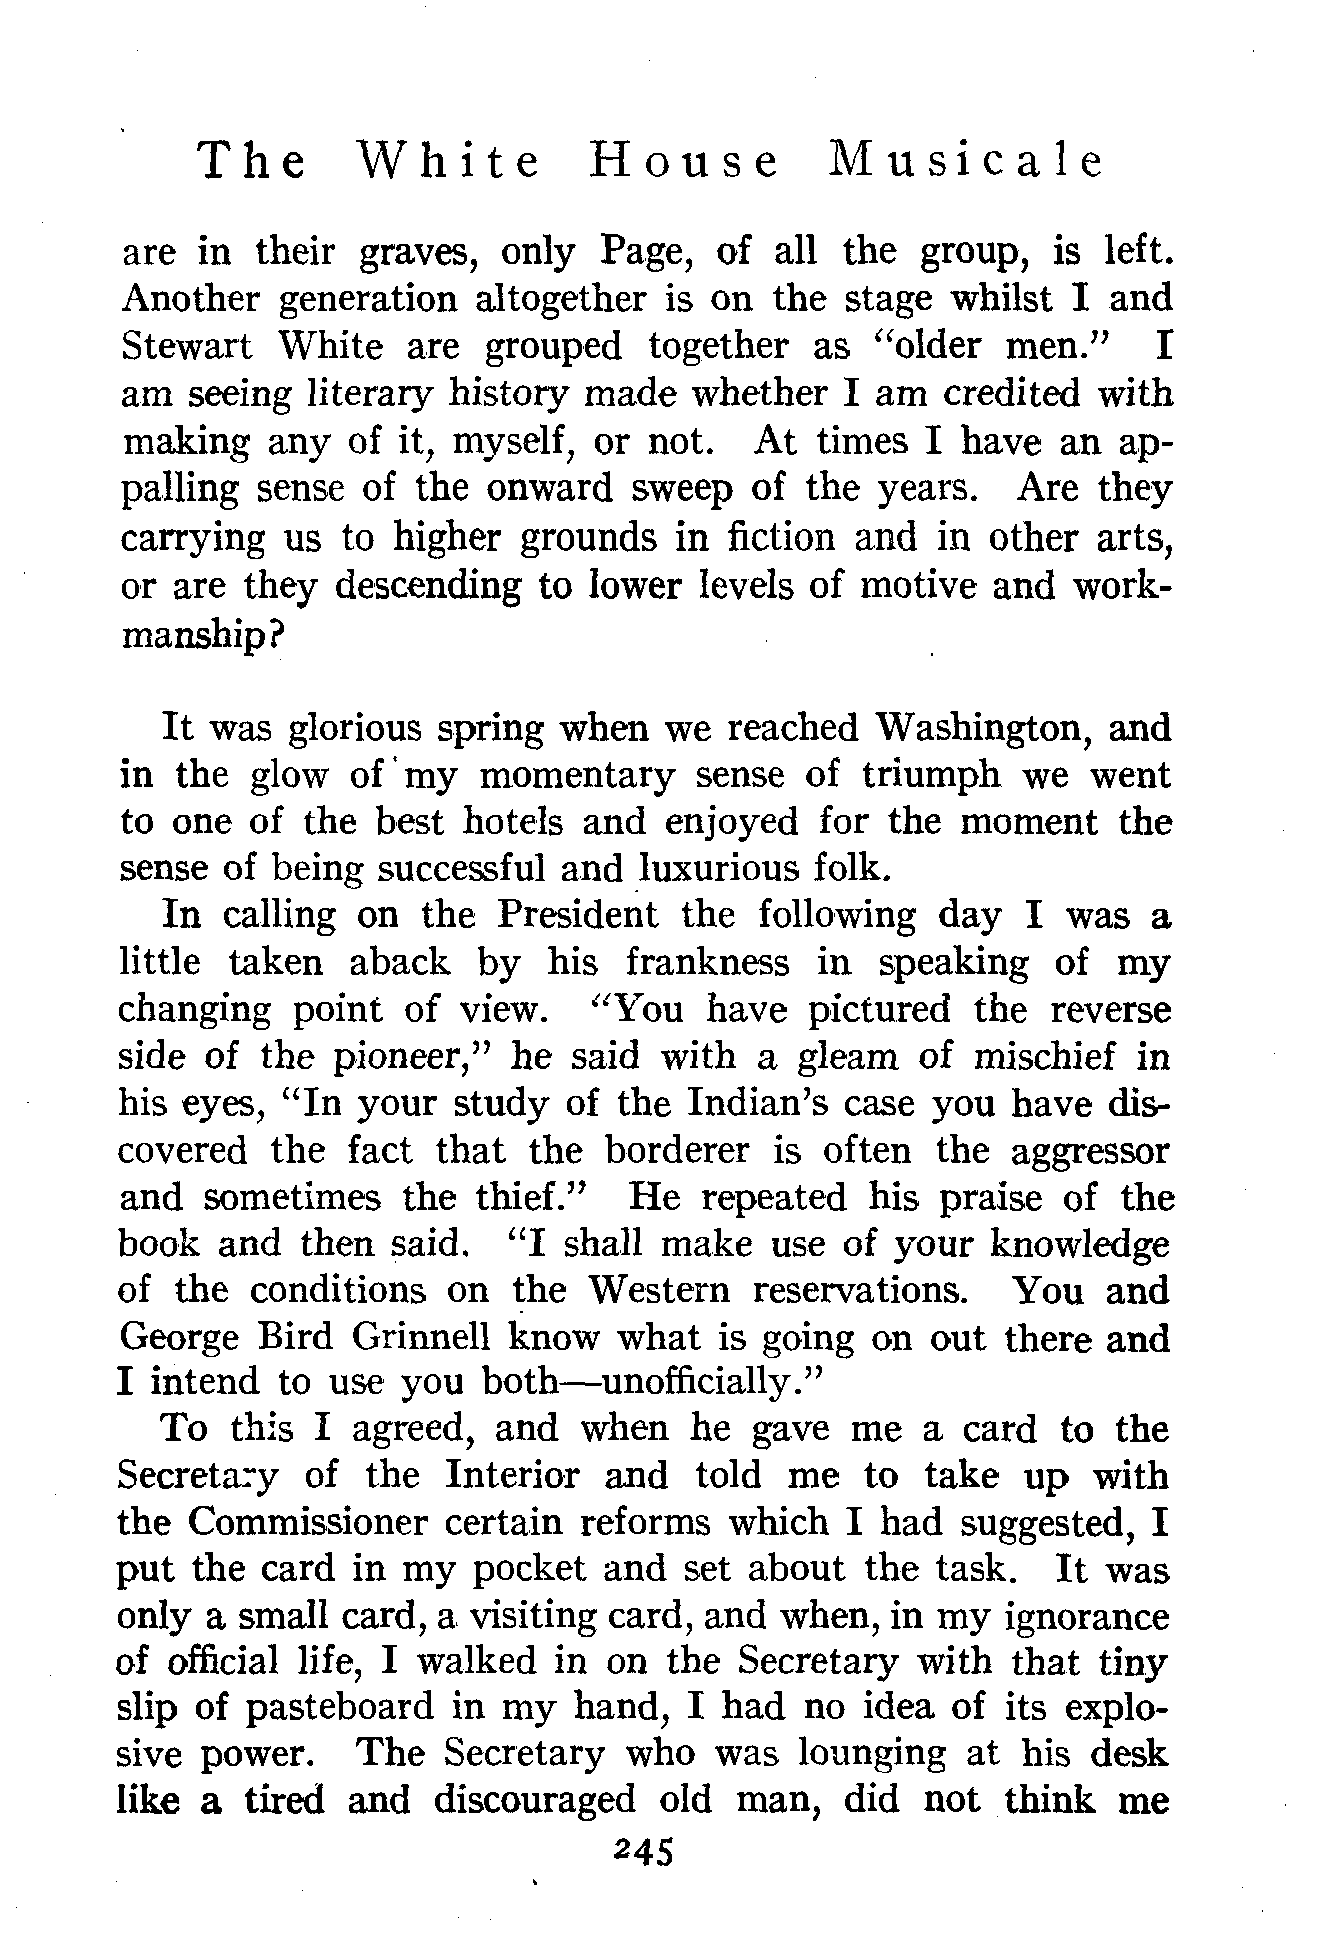 The White House Musicale
are in their graves, only Page, of all the group, is left.
Another generation altogether is on the stage whilst I and
Stewart White are grouped together as "older men." I
am seeing literary history made whether I am credited with
making any of it, myself, or not. At times I have an ap-
palling sense of the onward sweep of the years. Are they
carrying us to higher grounds in fiction and in other arts,
or are they descending to lower levels of motive and work-
manship?
It was glorious spring when we reached Washington, and
in the glow of my momentary sense of triumph we went
to one of the best hotels and enjoyed for the moment the
sense of being successful and luxurious folk.
In calling on the President the following day I was a
little taken aback by his frankness in speaking of my
changing point of view. "You have pictured the reverse
side of the pioneer," he said with a gleam of mischief in
his eyes, "In your study of the Indian's case you have dis-
covered the fact that the borderer is often the aggressor
and sometimes the thief." He repeated his praise of the
book and then said. "I shall make use of your knowledge
of the conditions on the Western reservations. You and
George Bird Grinnell know what is going on out there and
I intend to use you both—unofficially."
To this I agreed, and when he gave me a card to the
Secretary of the Interior and told me to take up with
the Commissioner certain reforms which I had suggested, I
put the card in my pocket and set about the task. It was
only a small card, a visiting card, and when, in my ignorance
of official life, I walked in on the Secretary with that tiny
slip of pasteboard in my hand, I had no idea of its explo-
sive power. The Secretary who was lounging at his desk
like a tired and discouraged old man, did not think me
245